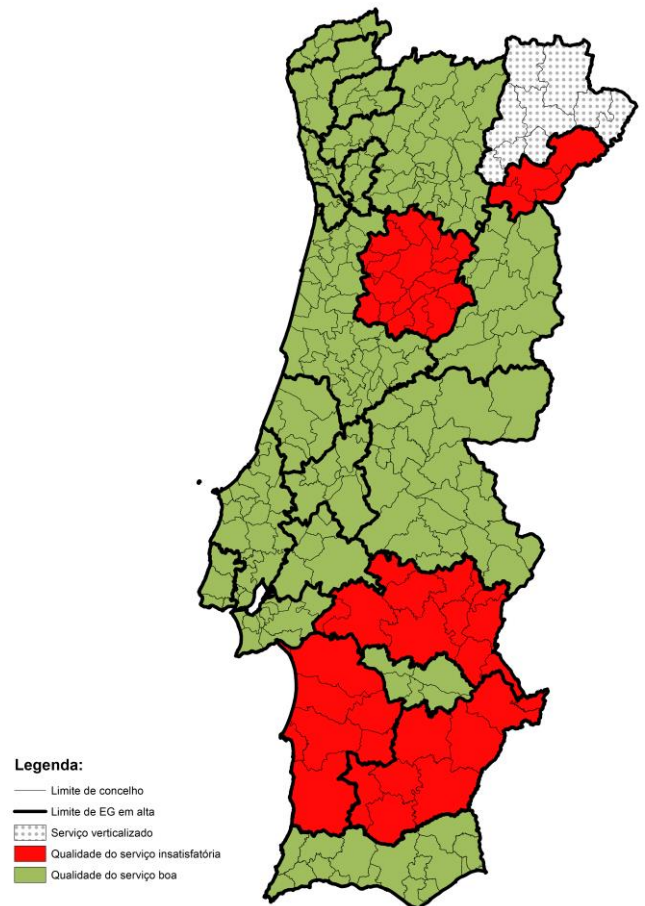 Legenda:
Limite de concelho
Limite de EG em alta
Serviço verticalizado
Qualidade do serviço insatisfatória
Qualidade do serviço boa